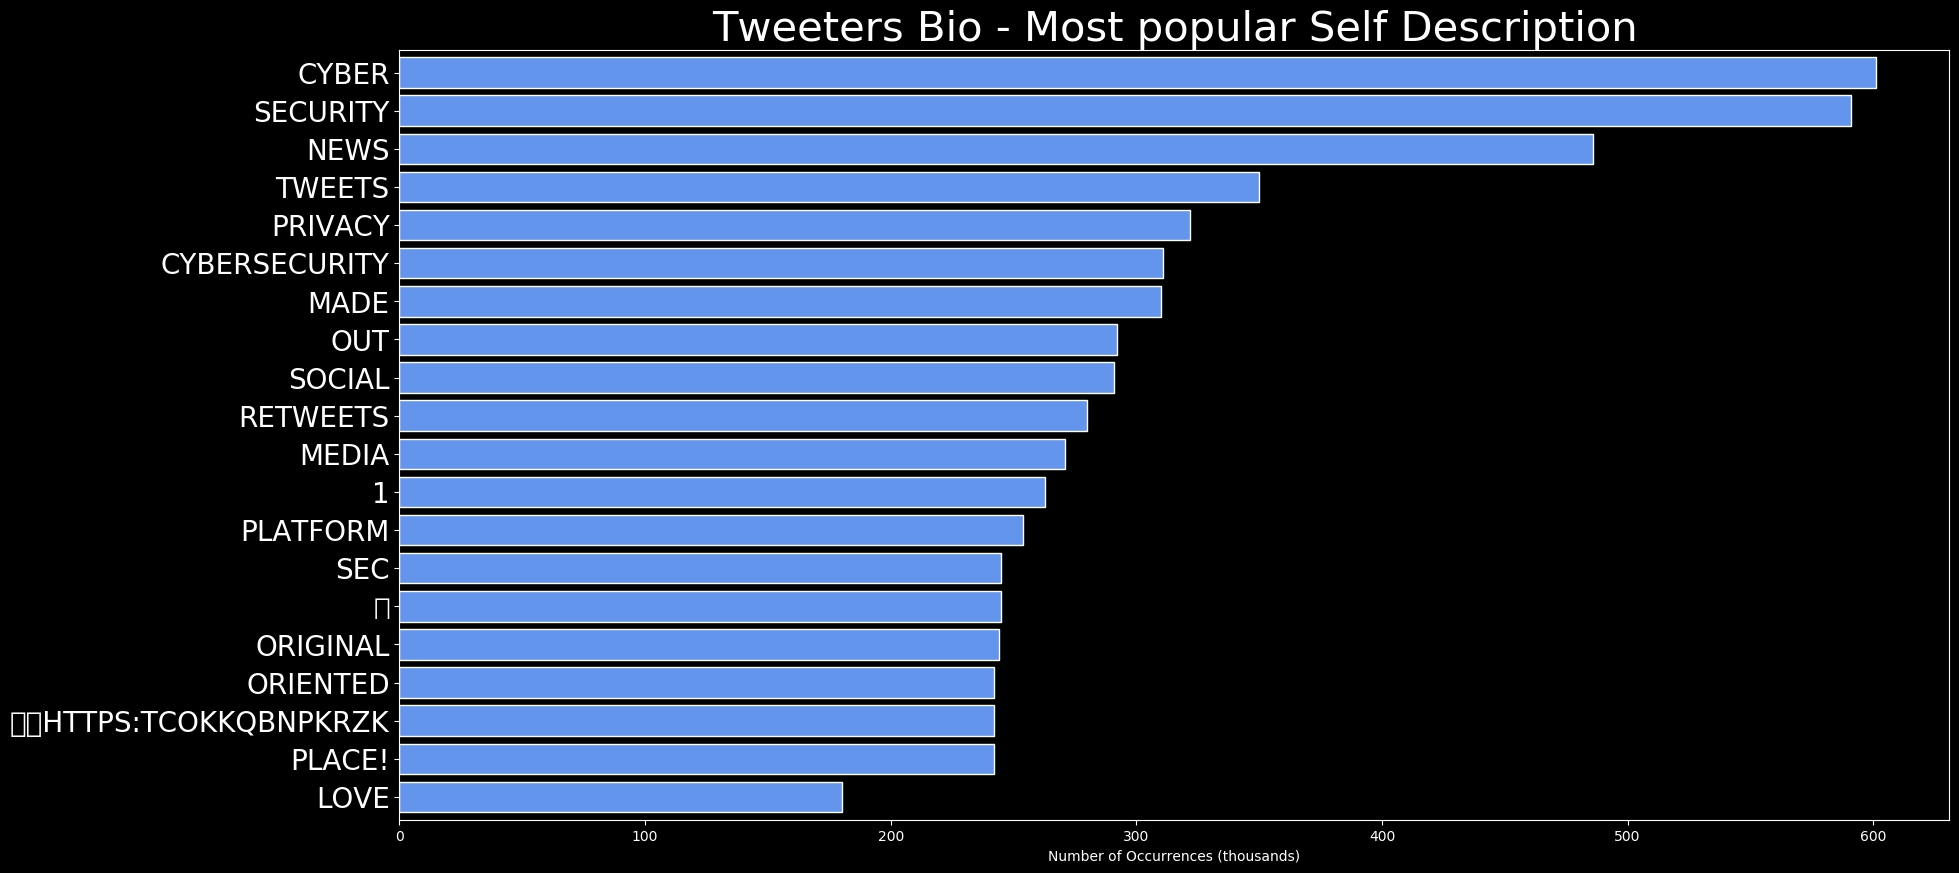 Tweeters Bio - Most popular Self Description
CYBER
SECURITY
NEWS
TWEETS
PRIVACY
CYBERSECURITY
MADE
OUT
SOCIAL
RETWEETS
MEDIA
1
PLATFORM
SEC
ORIGINAL
ORIENTED
HTTPS:TCOKKQBNPKRZK
PLACE!
LOVE
0 100 200 300 400 500 600
Number of Occurrences (thousands)